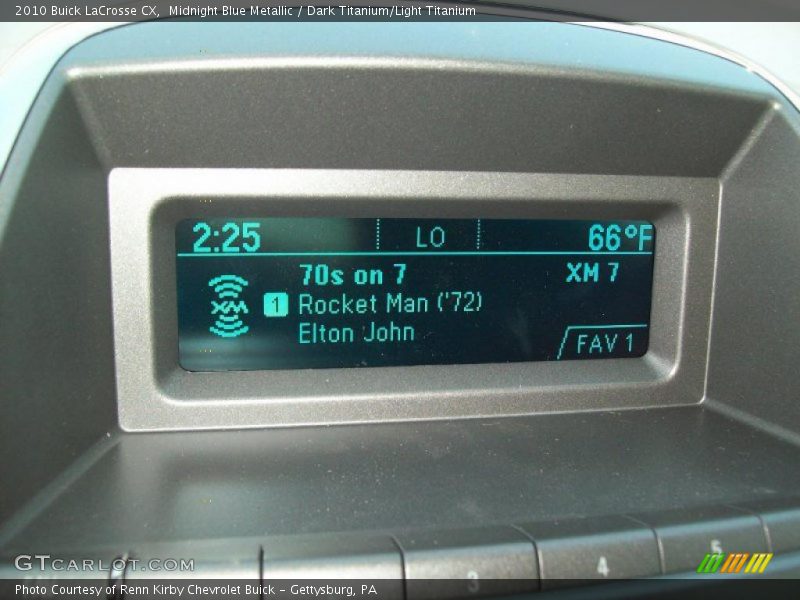 2010 Buick LaCrosse CX,  Midnight Blue Metallic / Dark Titanium/Light Titanium
2:25 LO 66°F
70s on 7 XM 7
XM 1 Rocket Man ('72)
Elton John
FAV 1
3 4 5
GTCARLOT.COM
Photo Courtesy of Renn Kirby Chevrolet Buick – Gettysburg, PA